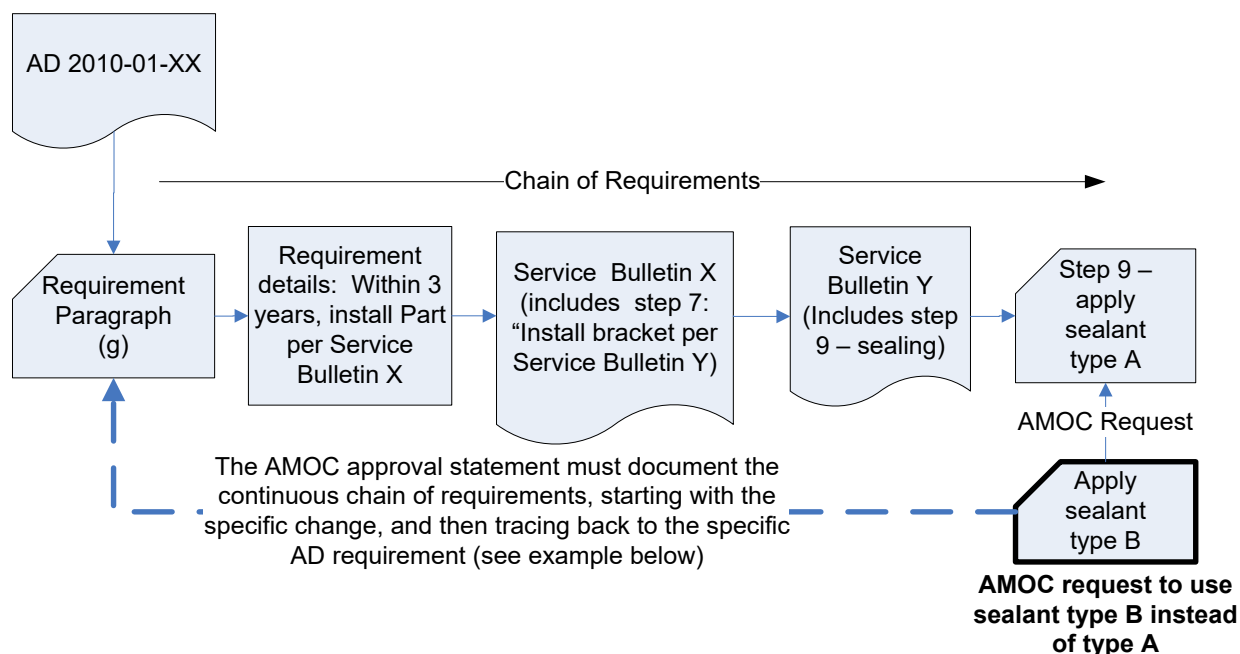 AD 2010-01-XX
Chain of Requirements
Requirement
Paragraph
(g)
Requirement
details:  Within 3
years, install Part
per Service
Bulletin X
Service  Bulletin X
(includes  step 7:
“Install bracket per
Service Bulletin Y)
Service
Bulletin Y
(Includes step
9 – sealing)
Step 9 –
apply
sealant
type A
AMOC Request
The AMOC approval statement must document the
continuous chain of requirements, starting with the
specific change, and then tracing back to the specific
AD requirement (see example below)
Apply
sealant
type B
AMOC request to use
sealant type B instead
of type A